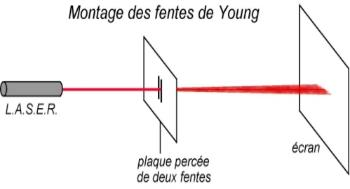 Montage des fentes de Young
L.A.S.E.R.
plaque percée
de deux fentes
écran